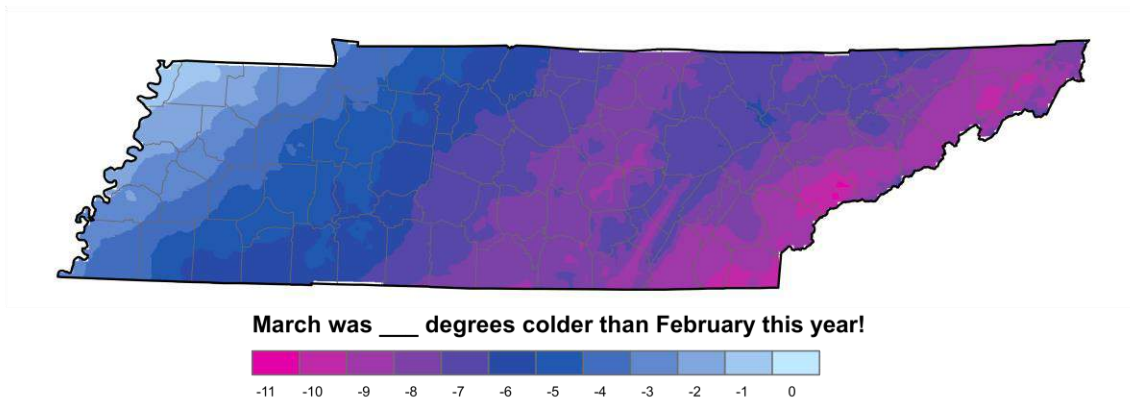 March was ___ degrees colder than February this year!
-11 -10 -9 -8 -7 -6 -5 -4 -3 -2 -1 0